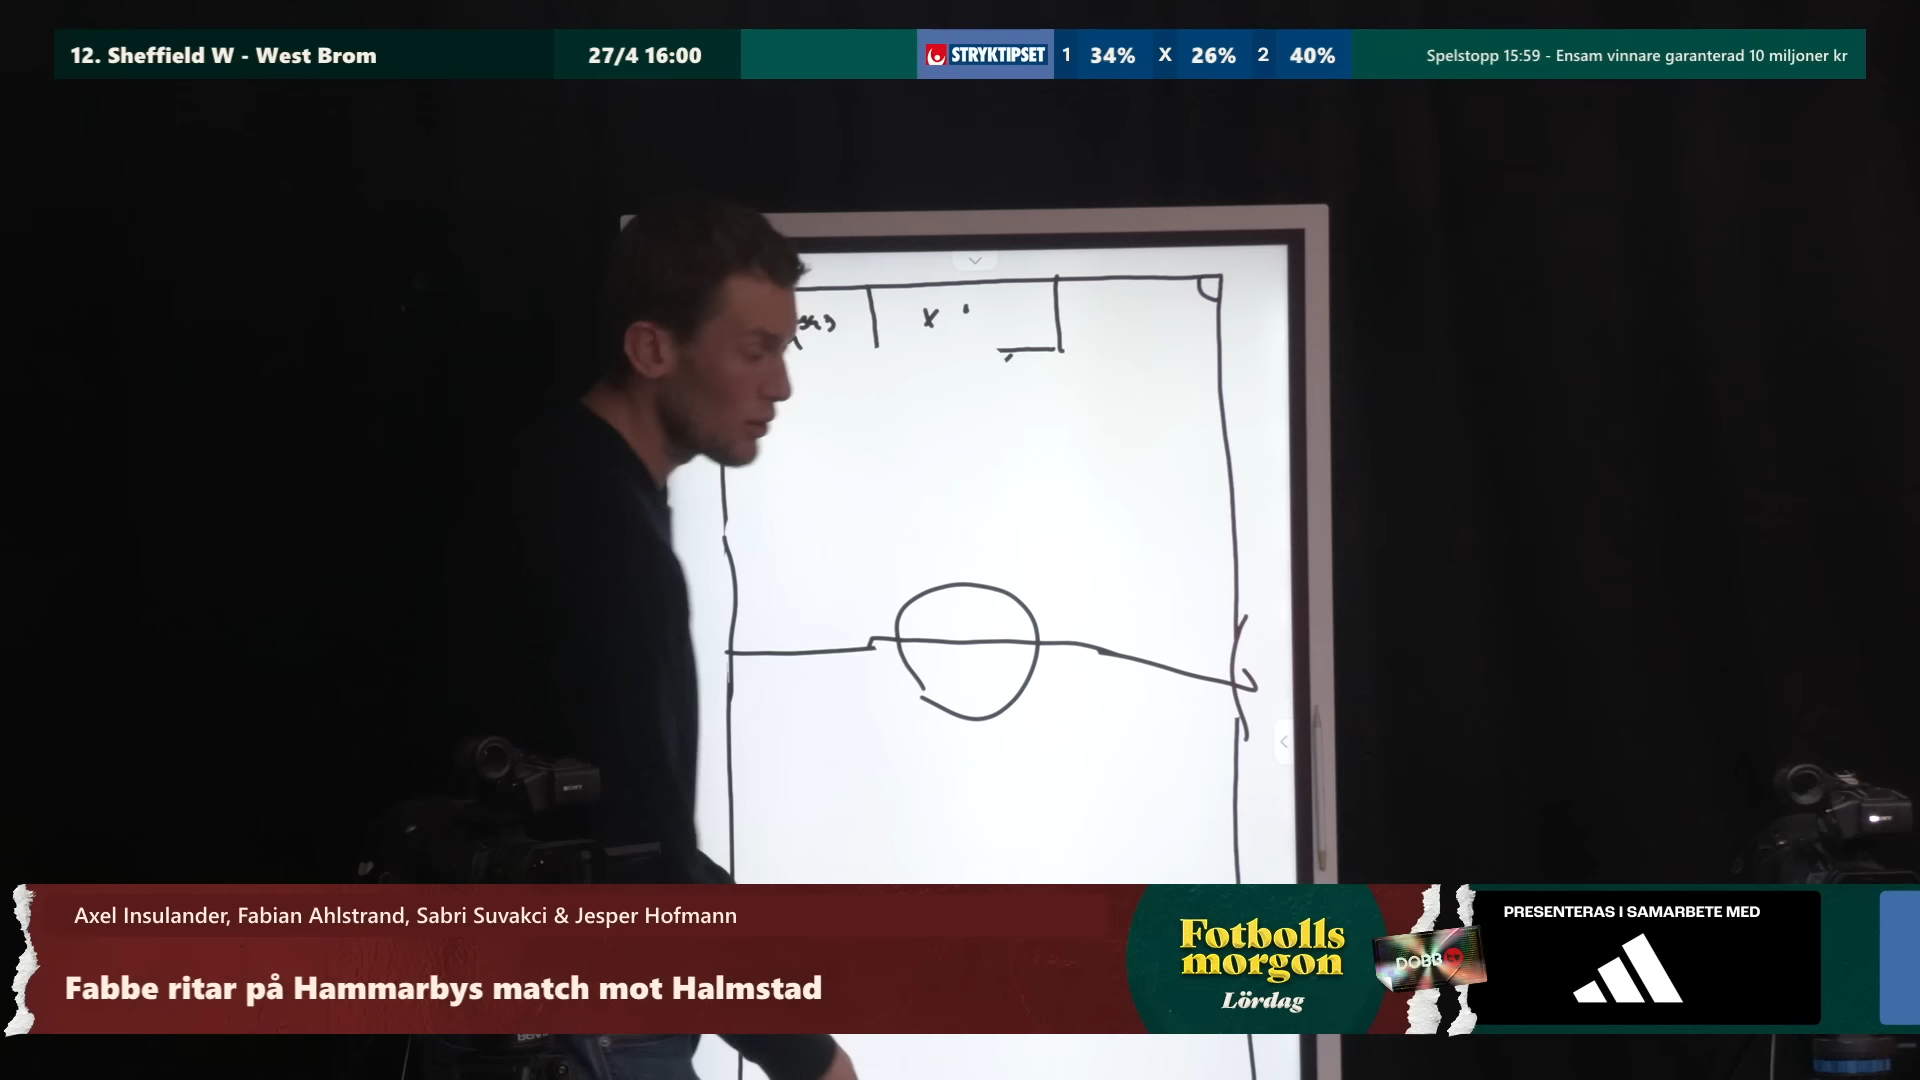 12. Sheffield W - West Brom
27/4 16:00
STRYKTIPSET 1 34% X 26% 2 40%
Spelstopp 15:59 - Ensam vinnare garanterad 10 miljoner kr
x
SONY
Axel Insulander, Fabian Ahlstrand, Sabri Suvakci & Jesper Hofmann
Fabbe ritar på Hammarbys match mot Halmstad
Fotbolls
morgon
Lördag
DOBB
PRESENTERAS I SAMARBETE MED